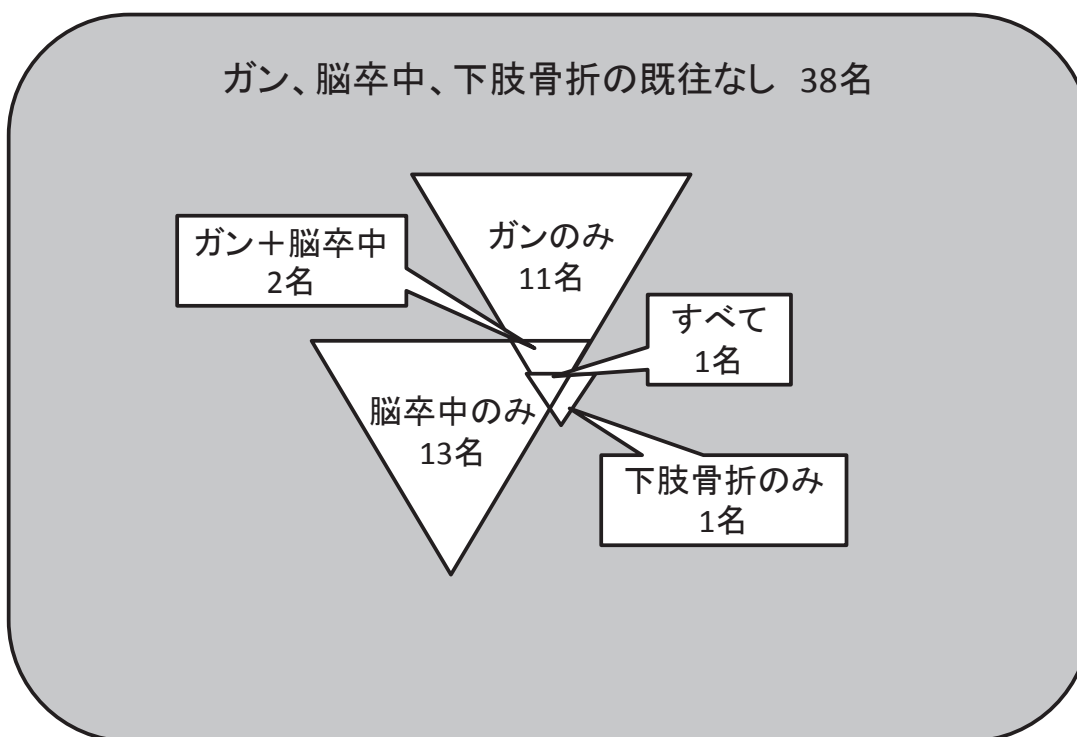 ガン、脳卒中、下肢骨折の既往なし 38名
ガン＋脳卒中
2名
ガンのみ
11名
すべて
1名
脳卒中のみ
13名
下肢骨折のみ
1名